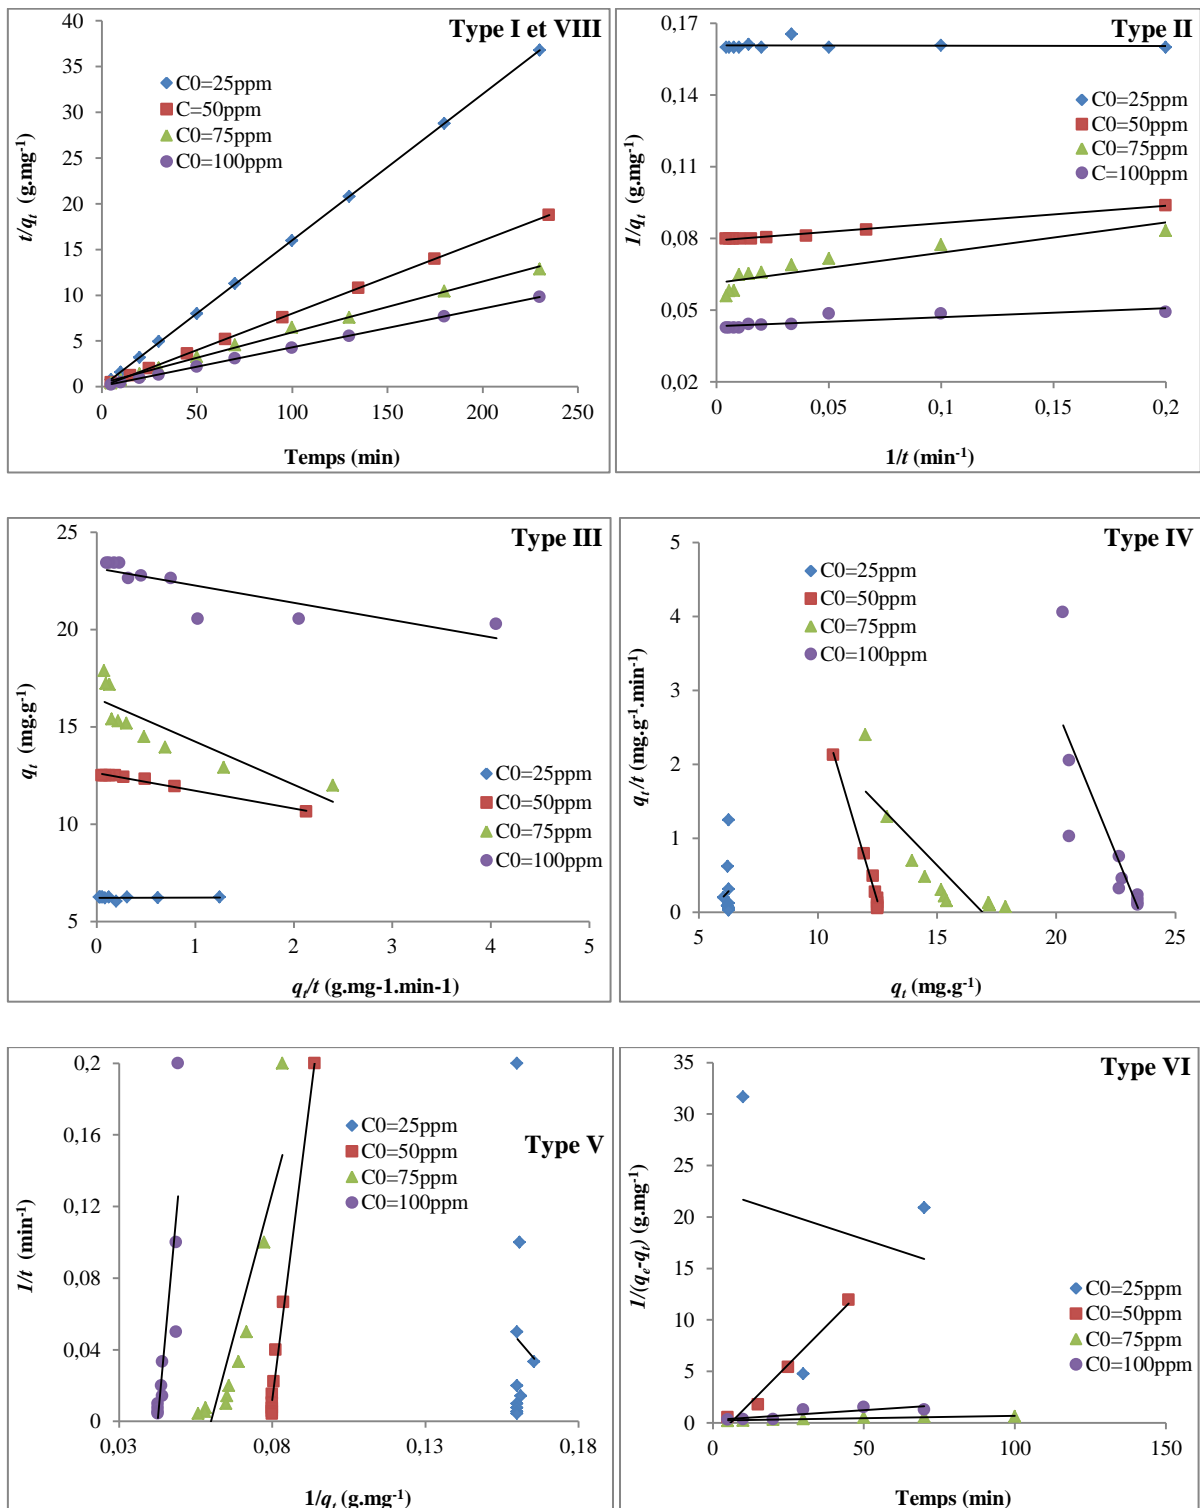 Type I et VIII
40
35
30
25
20
15
10
5
0
t/qt (g.mg-1)
C0=25ppm
C=50ppm
C0=75ppm
C0=100ppm
0 50 100 150 200 250
Temps (min)
Type II
0,17
0,14
0,11
0,08
0,05
0,02
1/qt (g.mg-1)
C0=25ppm
C0=50ppm
C0=75ppm
C=100ppm
0 0,05 0,1 0,15 0,2
1/t (min-1)
Type III
25
20
15
10
5
qt (mg.g-1)
C0=25ppm
C0=50ppm
C0=75ppm
C0=100ppm
0 1 2 3 4 5
qt/t (g.mg-1.min-1)
Type IV
5
4
3
2
1
0
qt/t (mg.g-1.min-1)
C0=25ppm
C0=50ppm
C0=75ppm
C0=100ppm
5 10 15 20 25
qt (mg.g-1)
Type V
0,2
0,16
0,12
0,08
0,04
0
1/t (min-1)
C0=25ppm
C0=50ppm
C0=75ppm
C0=100ppm
0,03 0,08 0,13 0,18
1/qt (g.mg-1)
Type VI
35
30
25
20
15
10
5
0
1/(qe-qt) (g.mg-1)
C0=25ppm
C0=50ppm
C0=75ppm
C0=100ppm
0 50 100 150
Temps (min)